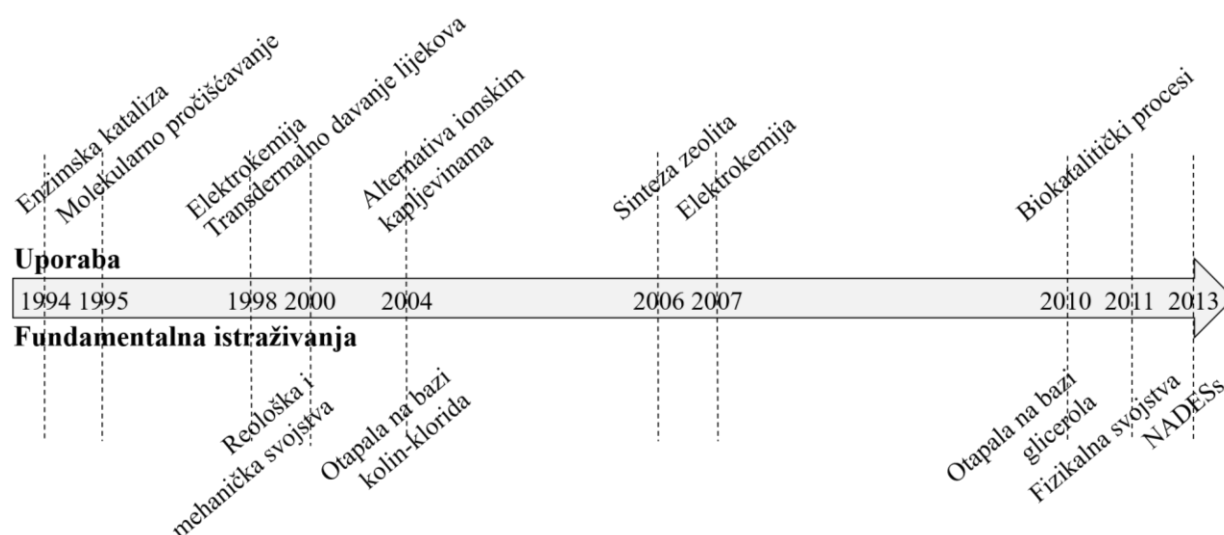 Enzimska kataliza
Molekularno pročišćavanje
Elektrokemija
Transdermalno davanje lijekova
Alternativa ionskim
kapljevinama
Sinteza zeolita
Elektrokemija
Biokatalitički procesi
Uporaba
1994 1995 1998 2000 2004 2006 2007 2010 2011 2013
Fundamentalna istraživanja
Reološka i
mehanička svojstva
Otapala na bazi
kolin-klorida
Otapala na bazi
glicerola
Fizikalna svojstva
NADESs